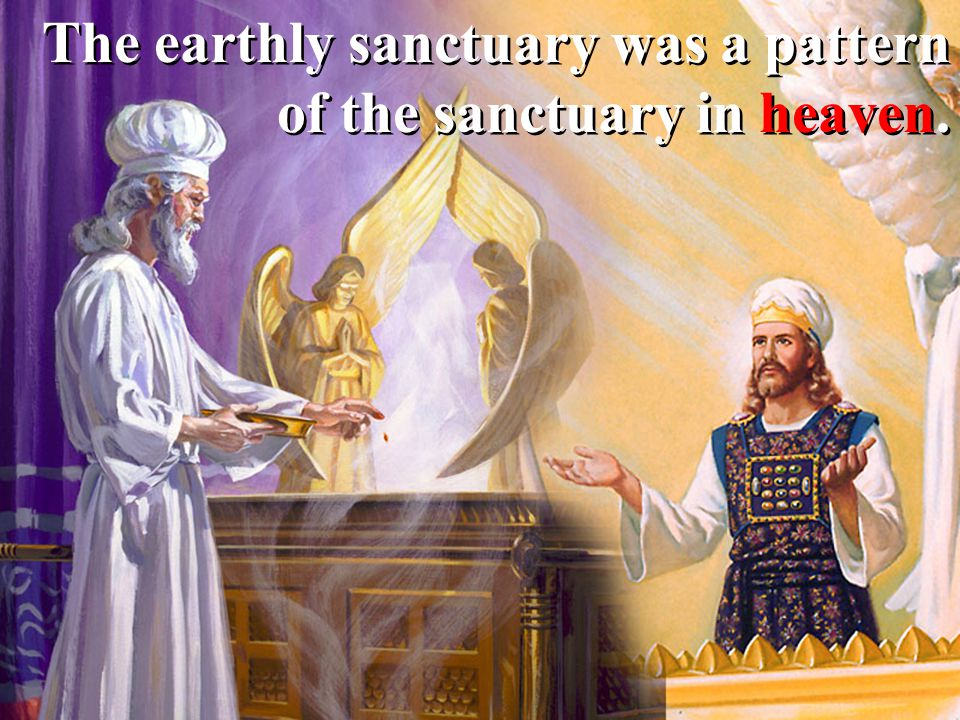 The earthly sanctuary was a pattern
of the sanctuary in heaven.